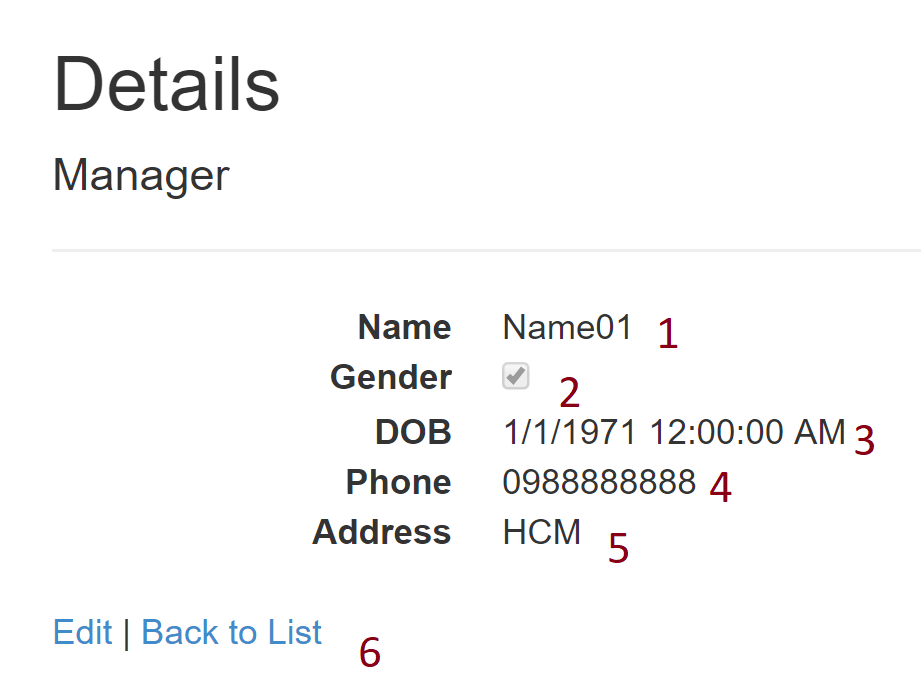 Details
Manager
Name Name01 1
Gender 2
DOB 1/1/1971 12:00:00 AM 3
Phone 0988888888 4
Address HCM 5
Edit | Back to List 6